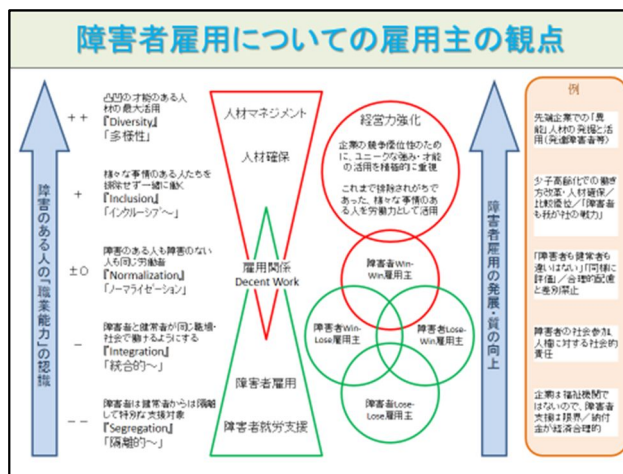 障害者雇用についての雇用主の観点
障害のある人の「職業能力」の認識
++
凸凹の才能のある人
材の最大活用
『Diversity』
「多様性」
+
様々な事情のある人たちを
排除せず一緒に働く
『Inclusion』
「インクルーシブ~」
±0
障害のある人も障害のない
人も同じ労働者
『Normalization』
「ノーマライゼーション」
-
障害者と健常者が同じ職場・
社会で働けるようにする
『Integration』
「統合的~」
--
障害者は健常者からは隔離
して特別な支援対象
『Segregation』
「隔離的~」
人材マネジメント
人材確保
雇用関係
Decent Work
障害者雇用
障害者就労支援
経営力強化
企業の競争優位性のため
に、ユニークな強み・才能
の活用を積極的に重視
これまで排除されがちで
あった、様々な事情のあ
る人を労働力として活用
障害者Win-
Win雇用主
障害者Win-
Lose雇用主
障害者Lose-
Win雇用主
障害者Lose-
Lose雇用主
障害者雇用の発展・質の向上
例
先端企業での「異
能」人材の発掘と活
用(発達障害者等)
少子高齢化での働き
方改革・人材確保/
比較優位/「障害者
も我が社の戦力」
「障害者も健常者も
違いはない」「同様に
評価」/合理的配慮
と差別禁止
障害者の社会参加、
人権に対する社会的
責任
企業は福祉機関で
はないので、障害者
支援は限界/納付
金が経済合理的